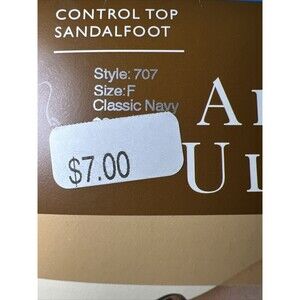 CONTROL TOP
SANDALFOOT
Style: 707
Size:F
Classic Navy
$7.00